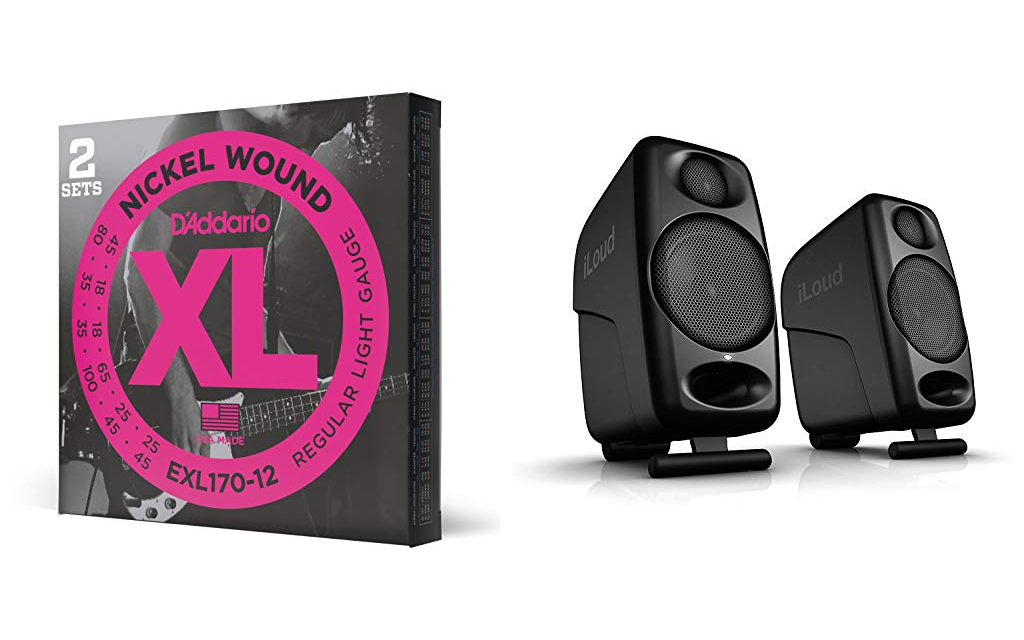 2
SETS
NICKEL WOUND
D'Addario
XL
REGULAR LIGHT GAUGE
45 · 18 · 18 · 65 · 25 · 25
80 · 35 · 35 · 100 · 45 · 45
USA MADE
EXL170-12
iLoud
iLoud